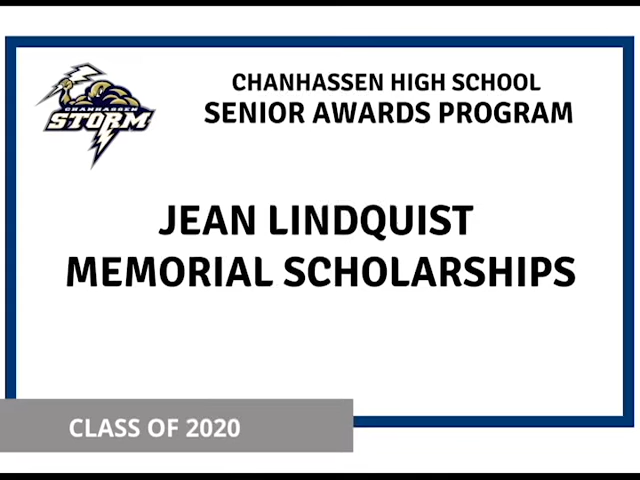 CHANHASSEN
STORM
CHANHASSEN HIGH SCHOOL
SENIOR AWARDS PROGRAM
JEAN LINDQUIST
MEMORIAL SCHOLARSHIPS
CLASS OF 2020